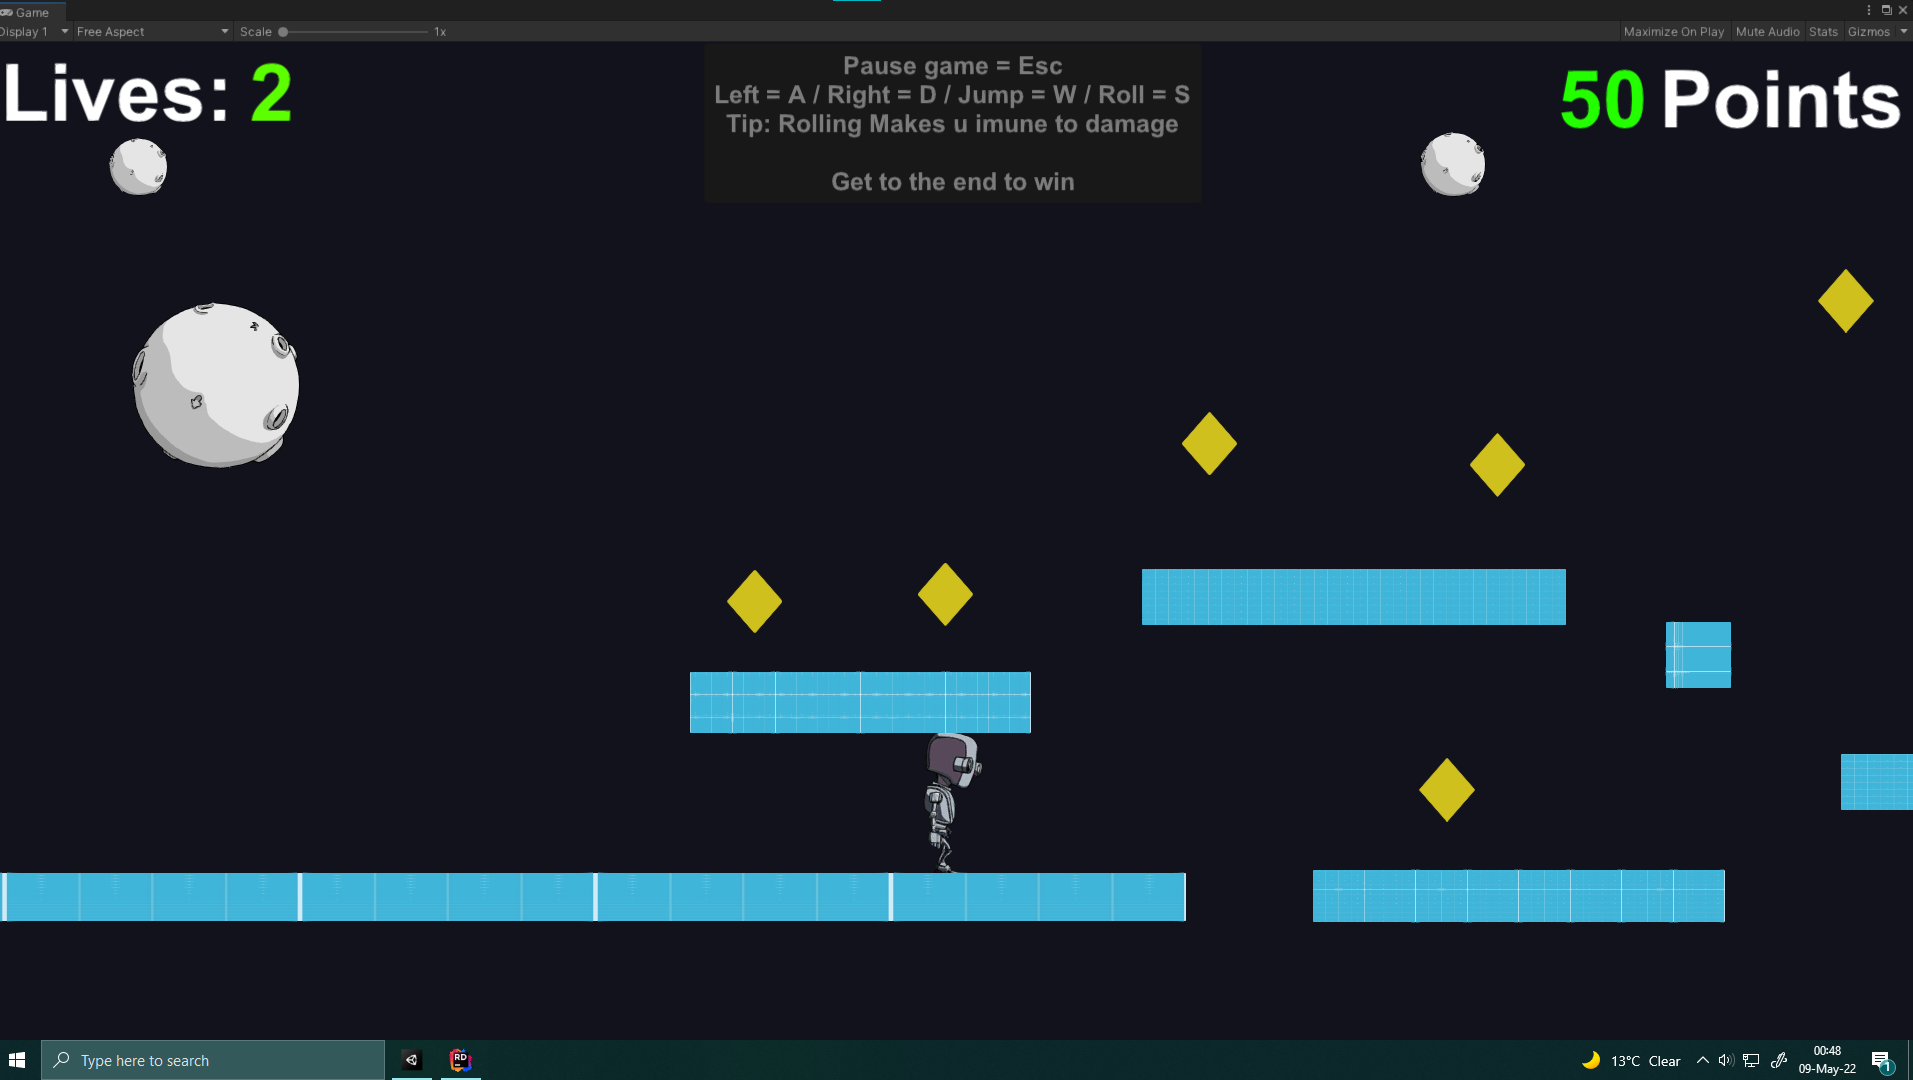 Game
Display 1
Free Aspect
Scale
1x
Maximize On Play
Mute Audio
Stats
Gizmos
Lives: 2
Pause game = Esc
Left = A / Right = D / Jump = W / Roll = S
Tip: Rolling Makes u imune to damage
Get to the end to win
50 Points
Type here to search
RD
13°C Clear
00:48
09-May-22
1